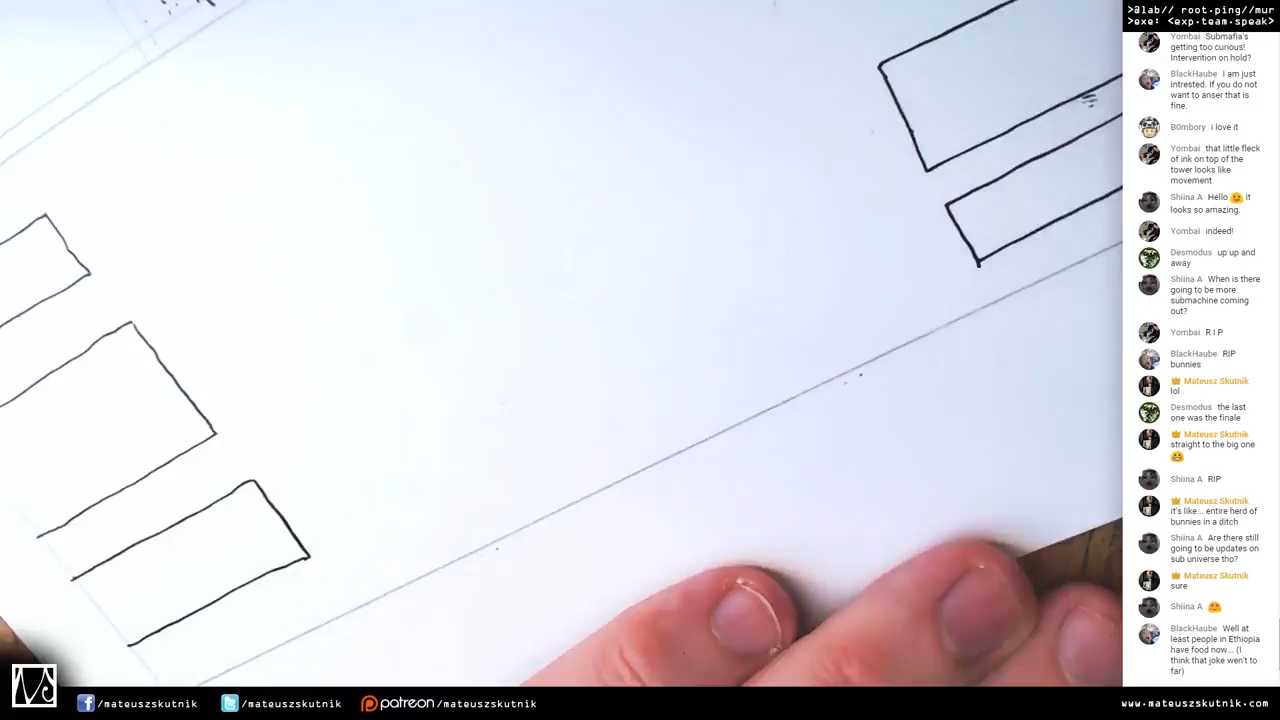 >@lab// root.ping//mur
>exe: <exp.team.speak>
Yombai Submafia's
getting too curious!
Intervention on hold?
BlackHaube I am just
intrested. If you do not
want to anser that is
fine.
B0mbory i love it
Yombai that little fleck
of ink on top of the
tower looks like
movement
Shiina A Hello It
looks so amazing.
Yombai indeed!
Desmodus up up and
away
Shiina A When is there
going to be more
submachine coming
out?
Yombai R I P
BlackHaube RIP
bunnies
Mateusz Skutnik
lol
Desmodus the last
one was the finale
Mateusz Skutnik
straight to the big one
Shiina A RIP
Mateusz Skutnik
it's like... entire herd of
bunnies in a ditch
Shiina A Are there still
going to be updates on
sub universe tho?
Mateusz Skutnik
sure
Shiina A
BlackHaube Well at
least people in Ethiopia
have food now... (I
think that joke wen't to
far)
/mateuszskutnik /mateuszskutnik patreon/mateuszskutnik www.mateuszskutnik.com